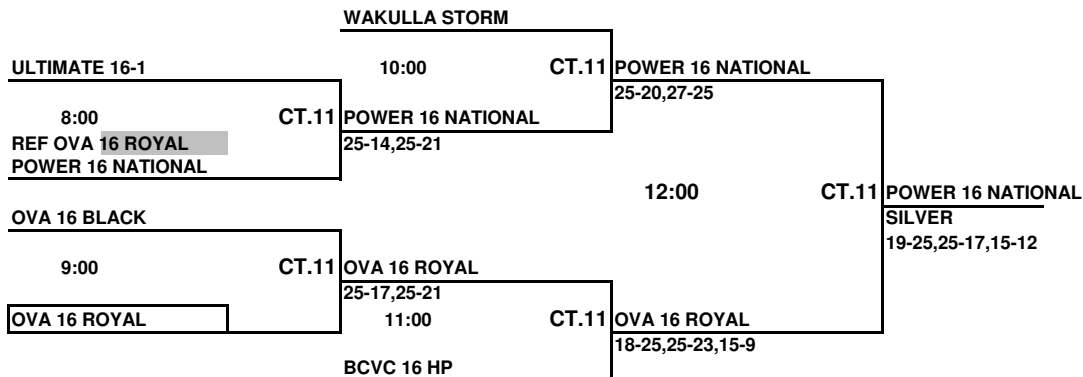 WAKULLA STORM
ULTIMATE 16-1
10:00
CT.11
POWER 16 NATIONAL
25-20,27-25
8:00
CT.11
POWER 16 NATIONAL
REF OVA 16 ROYAL
25-14,25-21
POWER 16 NATIONAL
12:00
CT.11
POWER 16 NATIONAL
OVA 16 BLACK
SILVER
19-25,25-17,15-12
9:00
CT.11
OVA 16 ROYAL
25-17,25-21
OVA 16 ROYAL
11:00
CT.11
OVA 16 ROYAL
18-25,25-23,15-9
BCVC 16 HP